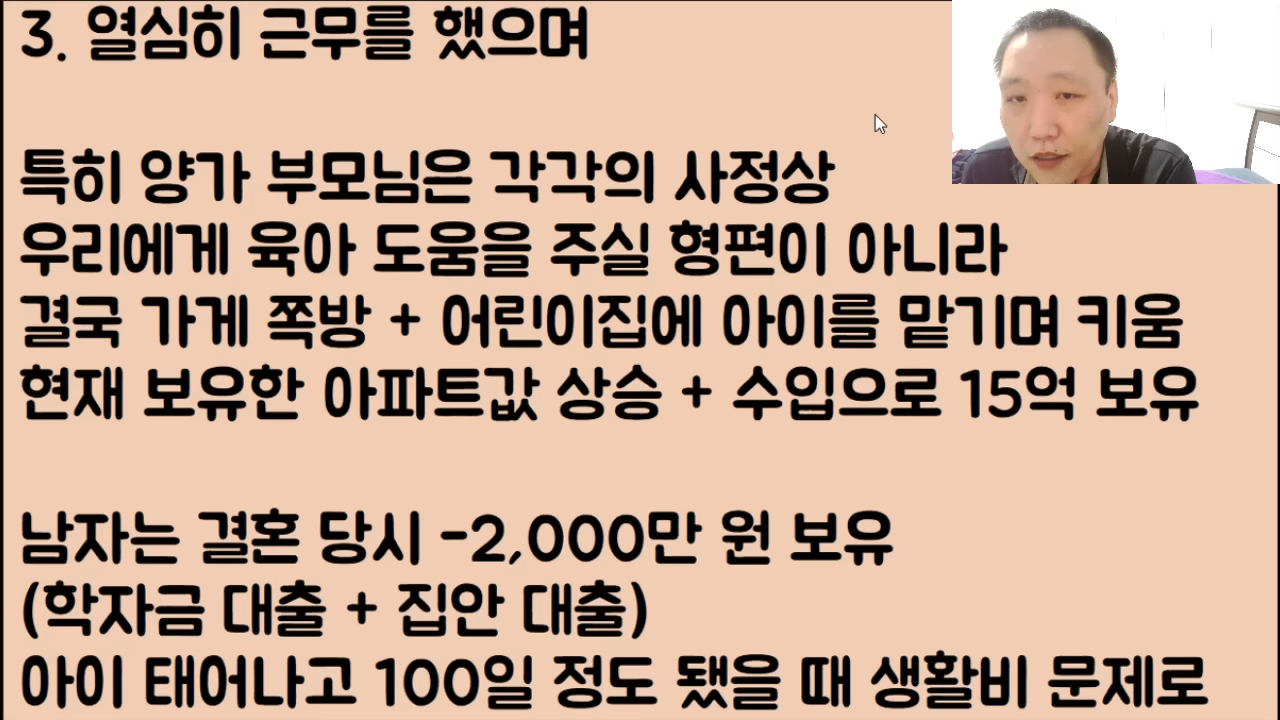 3. 열심히 근무를 했으며
특히 양가 부모님은 각각의 사정상
우리에게 육아 도움을 주실 형편이 아니라
결국 가게 쪽방 + 어린이집에 아이를 맡기며 키움
현재 보유한 아파트값 상승 + 수입으로 15억 보유
남자는 결혼 당시 -2,000만 원 보유
(학자금 대출 + 집안 대출)
아이 태어나고 100일 정도 됐을 때 생활비 문제로